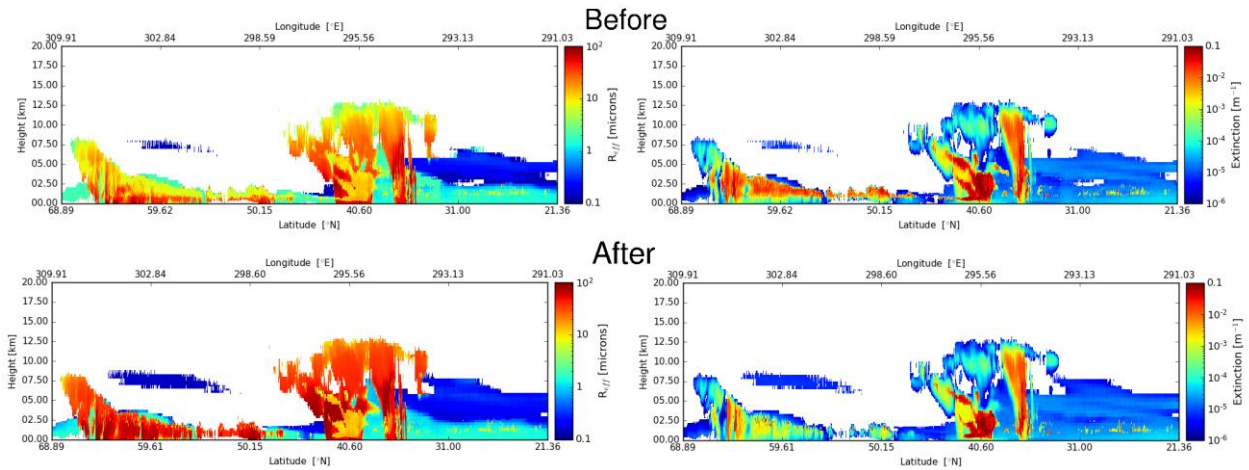 Before
Longitude [°E]
309.91 302.84 298.59 295.56 293.13 291.03
20.00
17.50
15.00
12.50
10.00
07.50
05.00
02.50
00.00
Height [km]
68.89 59.62 50.15 40.60 31.00 21.36
Latitude [°N]
10²
10
1
0.1
R_eff [microns]
Longitude [°E]
309.91 302.84 298.59 295.56 293.13 291.03
20.00
17.50
15.00
12.50
10.00
07.50
05.00
02.50
00.00
Height [km]
68.89 59.62 50.15 40.60 31.00 21.36
Latitude [°N]
0.1
10⁻²
10⁻³
10⁻⁴
10⁻⁵
10⁻⁶
Extinction [m⁻¹]
After
Longitude [°E]
309.91 302.84 298.60 295.56 293.13 291.03
20.00
17.50
15.00
12.50
10.00
07.50
05.00
02.50
00.00
Height [km]
68.89 59.62 50.15 40.60 31.00 21.36
Latitude [°N]
10²
10
1
0.1
R_eff [microns]
Longitude [°E]
309.91 302.84 298.60 295.56 293.13 291.03
20.00
17.50
15.00
12.50
10.00
07.50
05.00
02.50
00.00
Height [km]
68.89 59.62 50.15 40.60 31.00 21.36
Latitude [°N]
0.1
10⁻²
10⁻³
10⁻⁴
10⁻⁵
10⁻⁶
Extinction [m⁻¹]